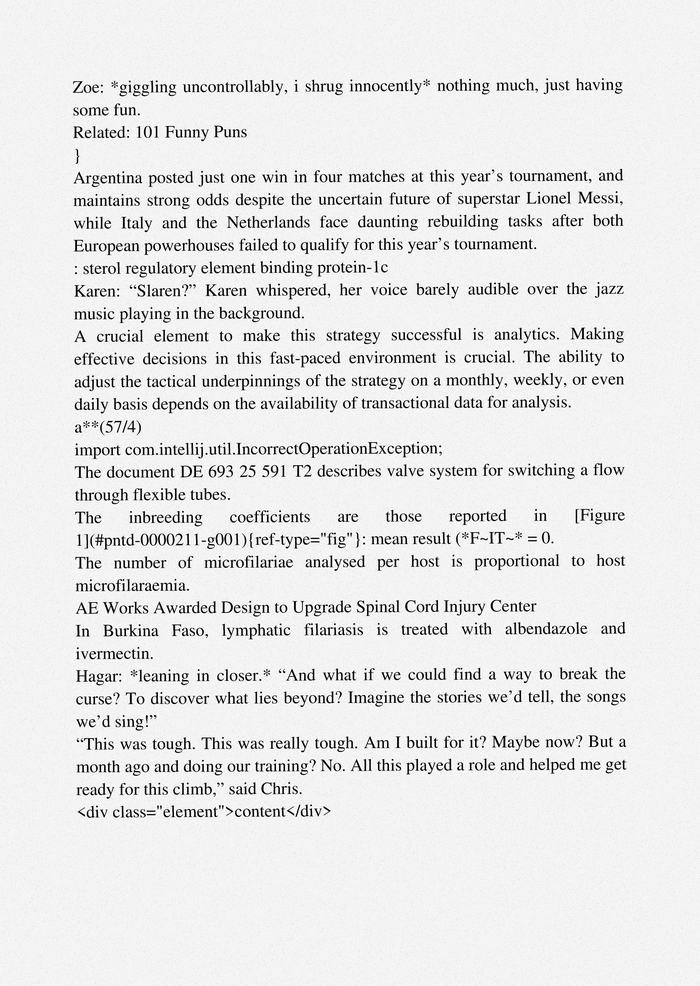 Zoe: *giggling uncontrollably, i shrug innocently* nothing much, just having
some fun.
Related: 101 Funny Puns
}
Argentina posted just one win in four matches at this year’s tournament, and
maintains strong odds despite the uncertain future of superstar Lionel Messi,
while Italy and the Netherlands face daunting rebuilding tasks after both
European powerhouses failed to qualify for this year’s tournament.
: sterol regulatory element binding protein-1c
Karen: “Slaren?” Karen whispered, her voice barely audible over the jazz
music playing in the background.
A crucial element to make this strategy successful is analytics. Making
effective decisions in this fast-paced environment is crucial. The ability to
adjust the tactical underpinnings of the strategy on a monthly, weekly, or even
daily basis depends on the availability of transactional data for analysis.
a**(57/4)
import com.intellij.util.IncorrectOperationException;
The document DE 693 25 591 T2 describes valve system for switching a flow
through flexible tubes.
The inbreeding coefficients are those reported in [Figure
1](#pntd-0000211-g001){ref-type="fig"}: mean result (*F~IT~* = 0.
The number of microfilariae analysed per host is proportional to host
microfilaraemia.
AE Works Awarded Design to Upgrade Spinal Cord Injury Center
In Burkina Faso, lymphatic filariasis is treated with albendazole and
ivermectin.
Hagar: *leaning in closer.* “And what if we could find a way to break the
curse? To discover what lies beyond? Imagine the stories we’d tell, the songs
we’d sing!”
“This was tough. This was really tough. Am I built for it? Maybe now? But a
month ago and doing our training? No. All this played a role and helped me get
ready for this climb,” said Chris.
<div class="element">content</div>